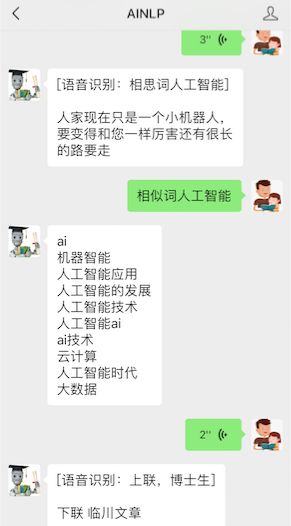 AINLP
3"
[语音识别：相思词人工智能]
人家现在只是一个小机器人，
要变得和您一样厉害还有很长
的路要走
相似词人工智能
ai
机器智能
人工智能应用
人工智能的发展
人工智能技术
人工智能ai
ai技术
云计算
人工智能时代
大数据
2"
[语音识别：上联，博士生]
下联 临川文章